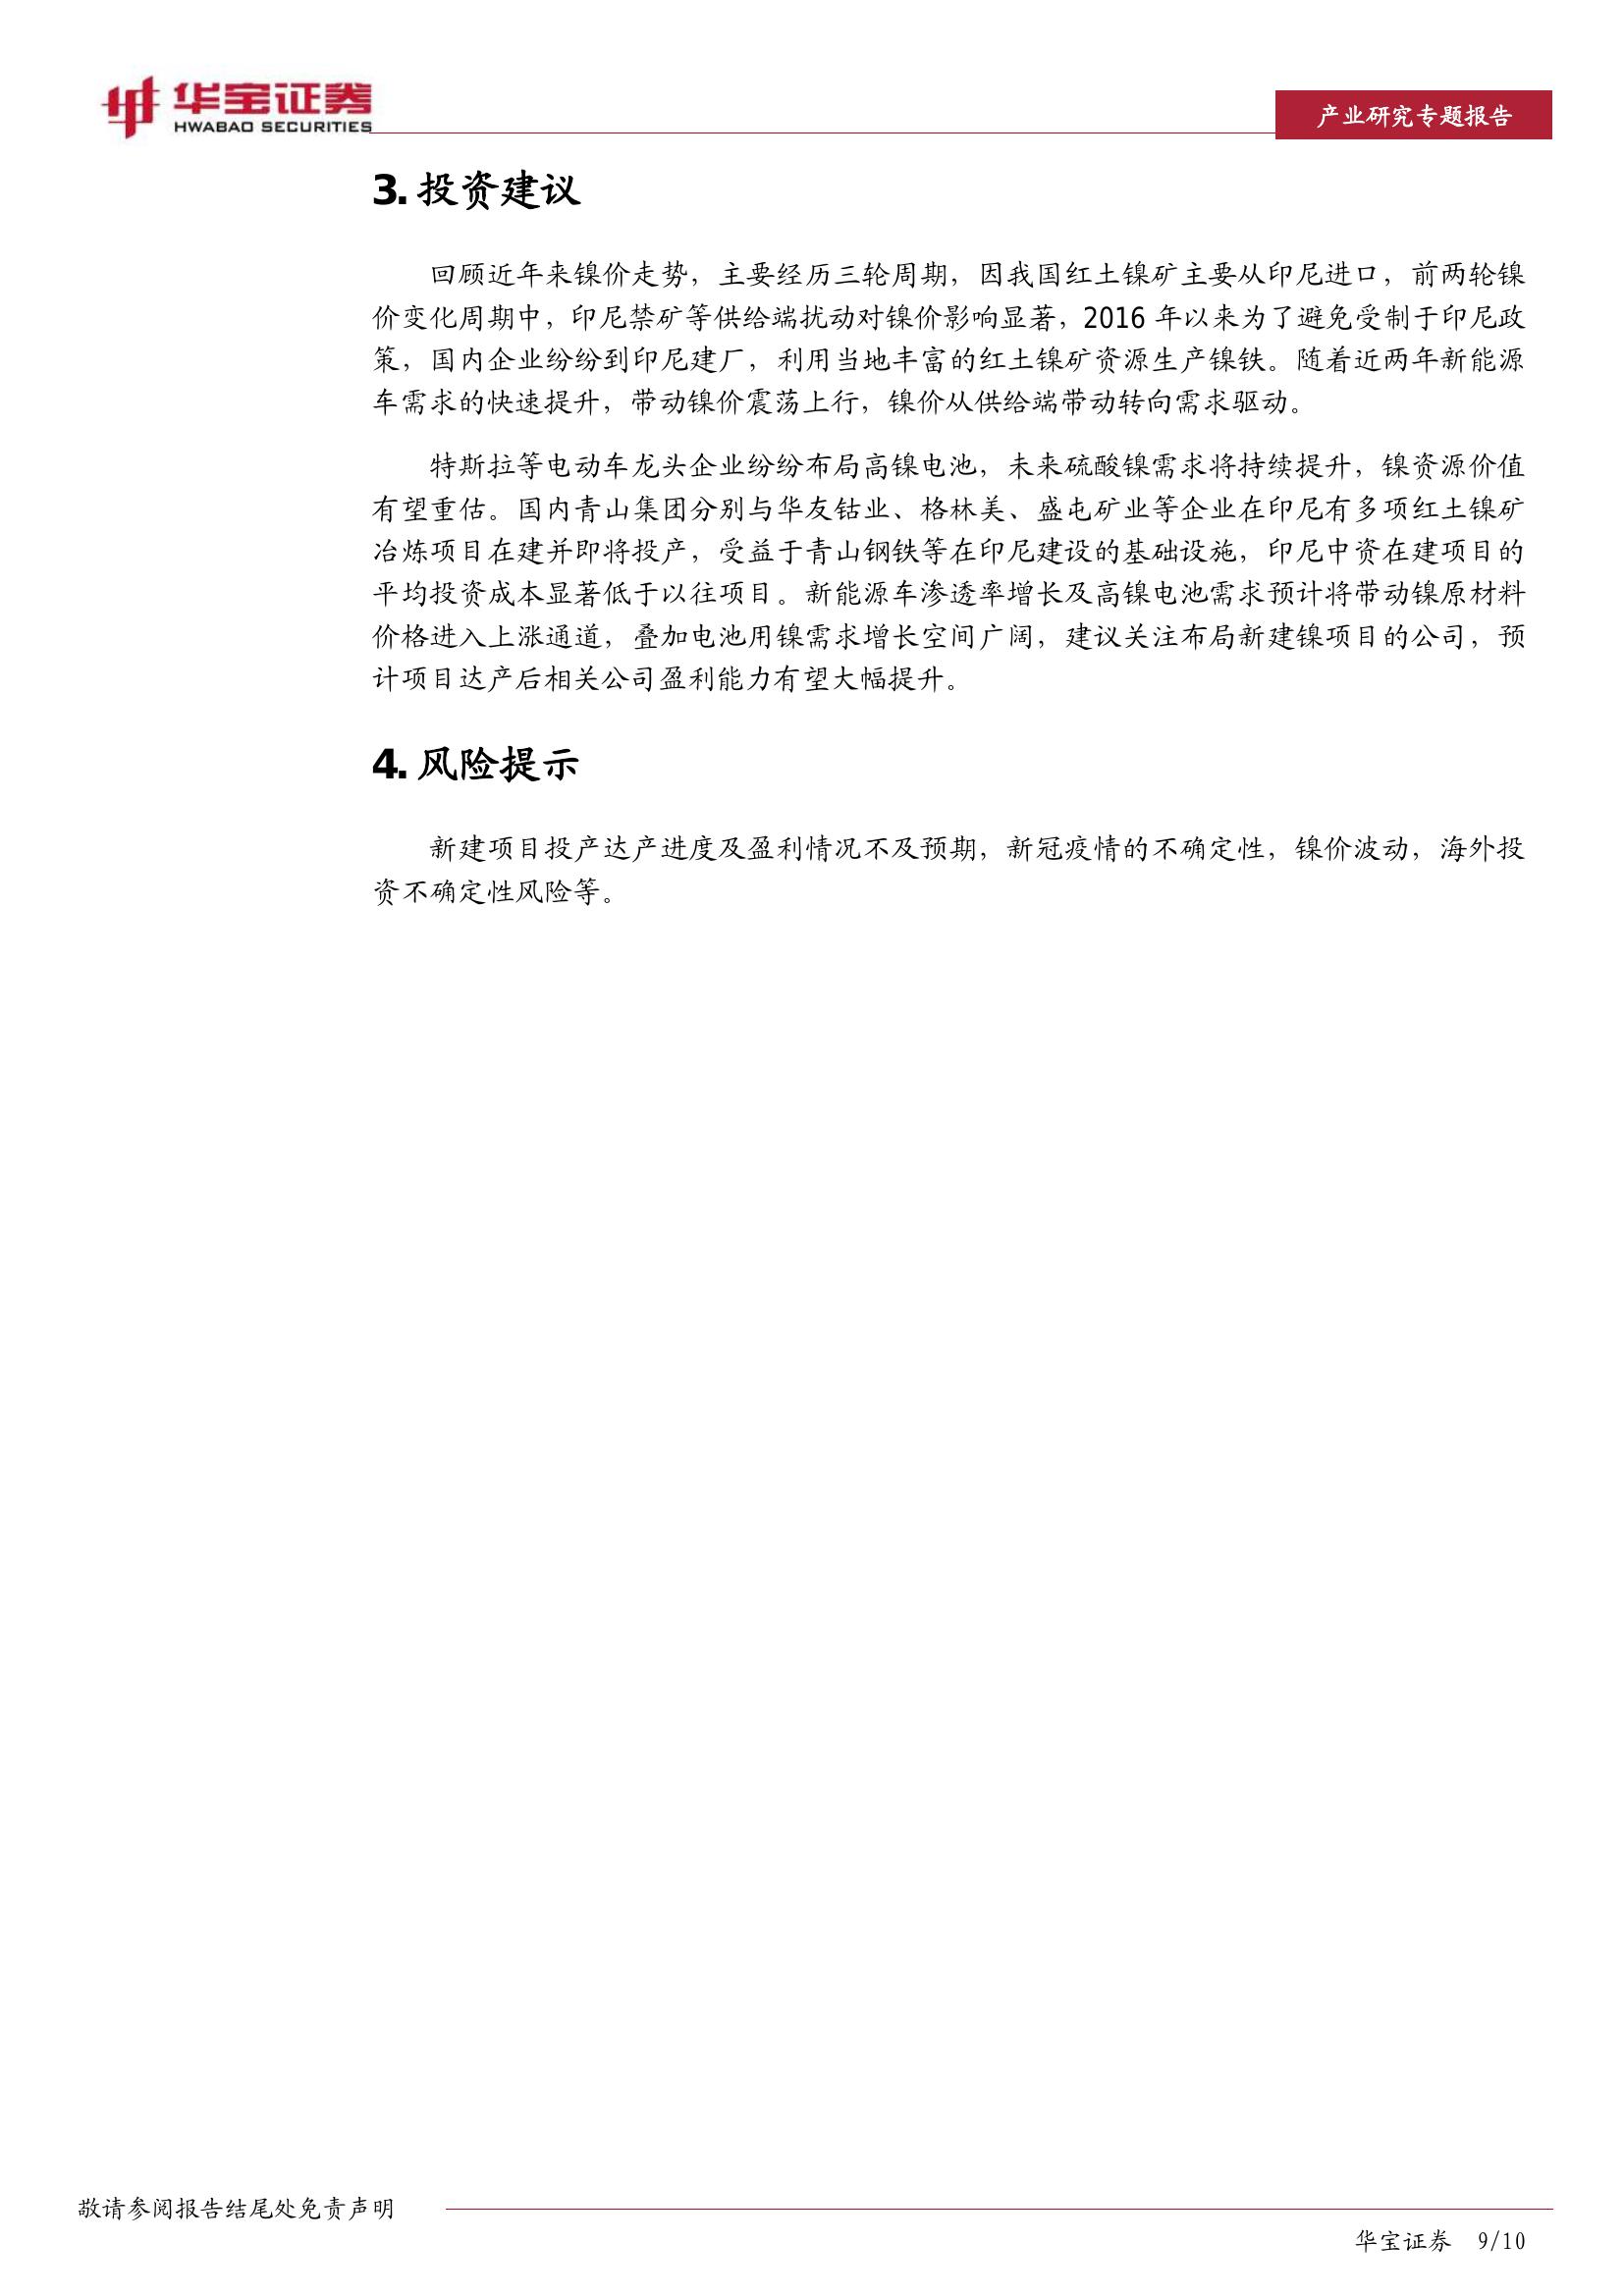 华宝证券
HWABAO SECURITIES
产业研究专题报告
3. 投资建议
回顾近年来镍价走势，主要经历三轮周期，因我国红土镍矿主要从印尼进口，前两轮镍
价变化周期中，印尼禁矿等供给端扰动对镍价影响显著，2016 年以来为了避免受制于印尼政
策，国内企业纷纷到印尼建厂，利用当地丰富的红土镍矿资源生产镍铁。随着近两年新能源
车需求的快速提升，带动镍价震荡上行，镍价从供给端带动转向需求驱动。
特斯拉等电动车龙头企业纷纷布局高镍电池，未来硫酸镍需求将持续提升，镍资源价值
有望重估。国内青山集团分别与华友钴业、格林美、盛屯矿业等企业在印尼有多项红土镍矿
冶炼项目在建并即将投产，受益于青山钢铁等在印尼建设的基础设施，印尼中资在建项目的
平均投资成本显著低于以往项目。新能源车渗透率增长及高镍电池需求预计将带动镍原材料
价格进入上涨通道，叠加电池用镍需求增长空间广阔，建议关注布局新建镍项目的公司，预
计项目达产后相关公司盈利能力有望大幅提升。
4. 风险提示
新建项目投产达产进度及盈利情况不及预期，新冠疫情的不确定性，镍价波动，海外投
资不确定性风险等。
敬请参阅报告结尾处免责声明
华宝证券 9/10